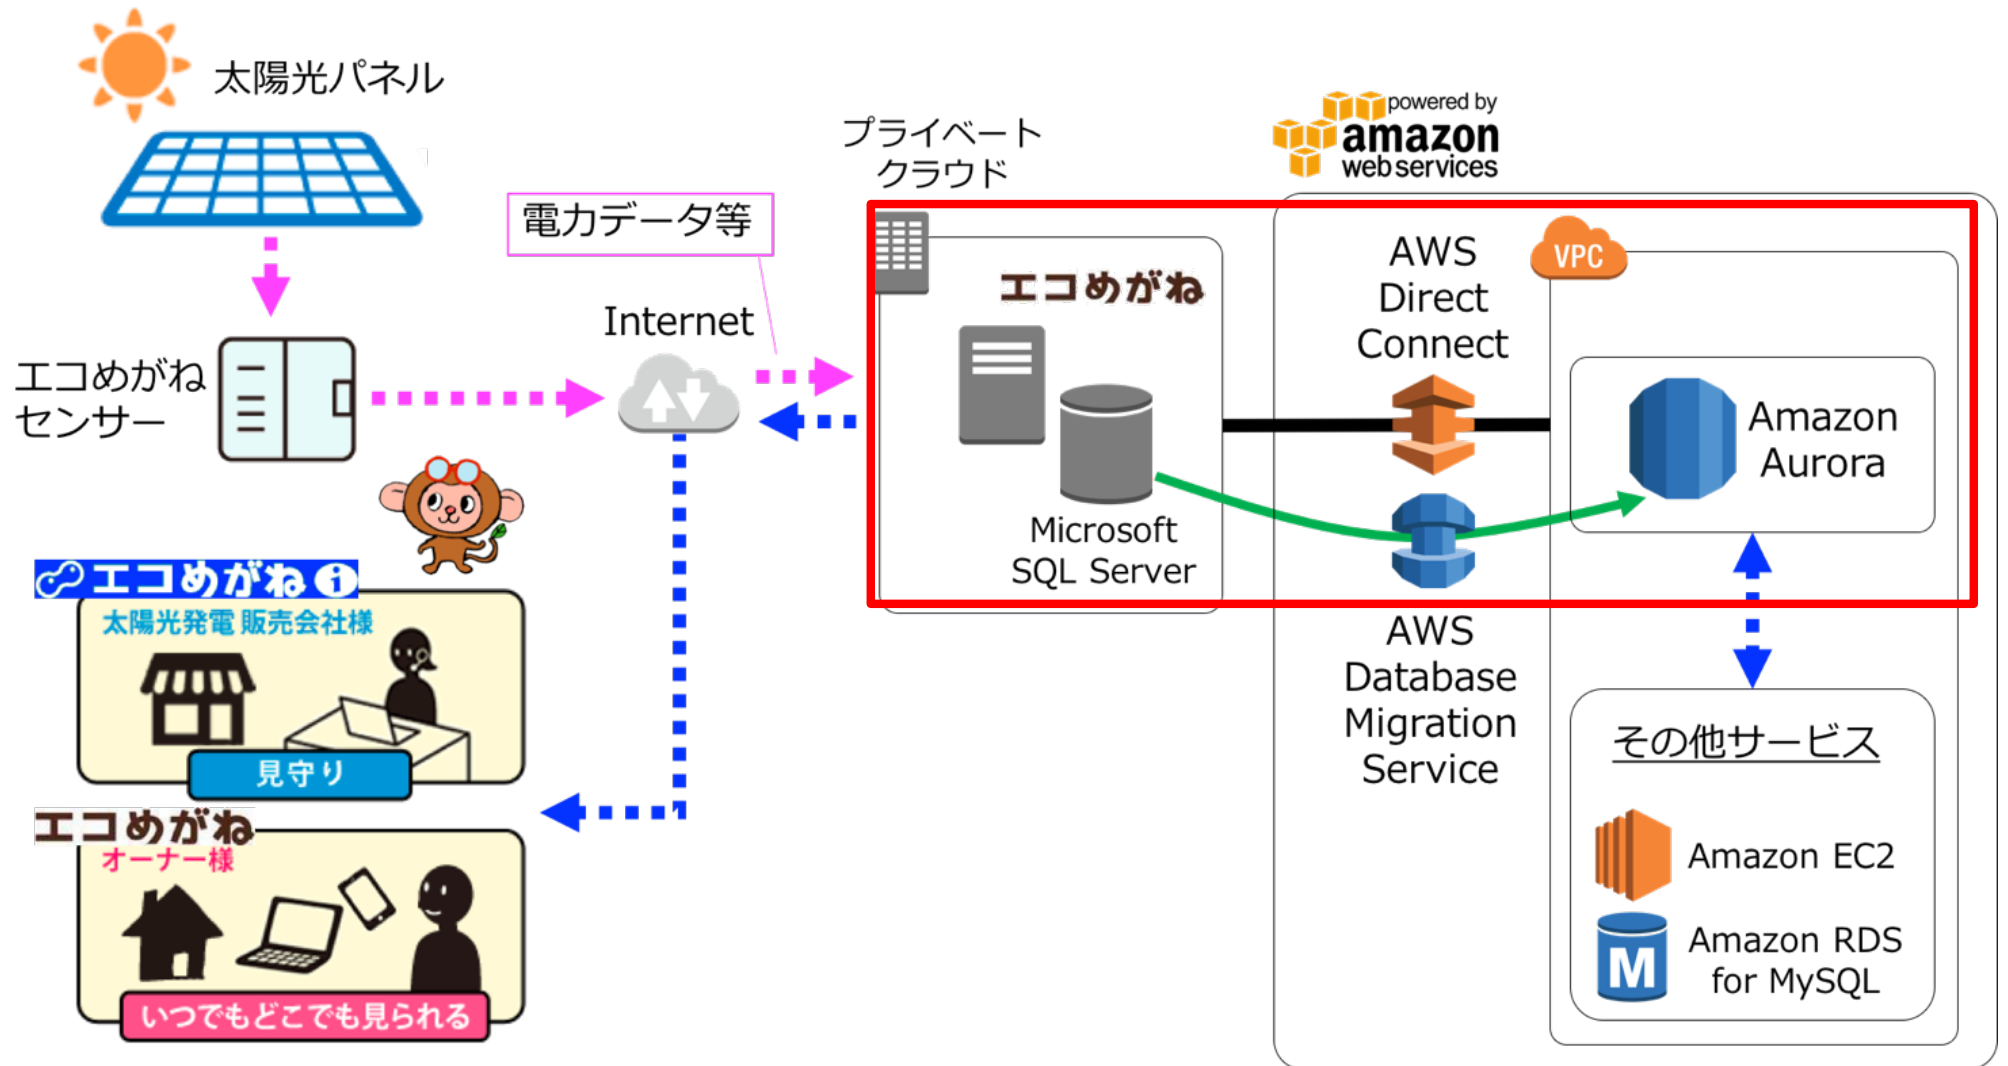 太陽光パネル
エコめがね
センサー
電力データ等
Internet
プライベート
クラウド
エコめがね
Microsoft
SQL Server
powered by
amazon
web services
AWS
Direct
Connect
VPC
Amazon
Aurora
AWS
Database
Migration
Service
その他サービス
Amazon EC2
M
Amazon RDS
for MySQL
エコめがねi
太陽光発電 販売会社様
見守り
エコめがね
オーナー様
いつでもどこでも見られる